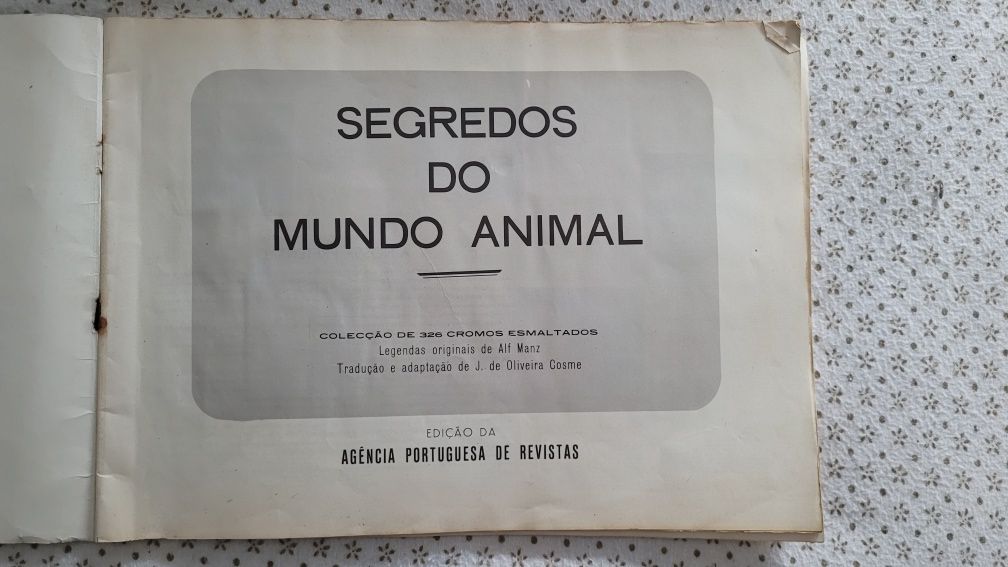 SEGREDOS
DO
MUNDO ANIMAL
COLECÇÃO DE 326 CROMOS ESMALTADOS
Legendas originais de Alf Manz
Tradução e adaptação de J. de Oliveira Cosme
EDIÇÃO DA
AGÊNCIA PORTUGUESA DE REVISTAS